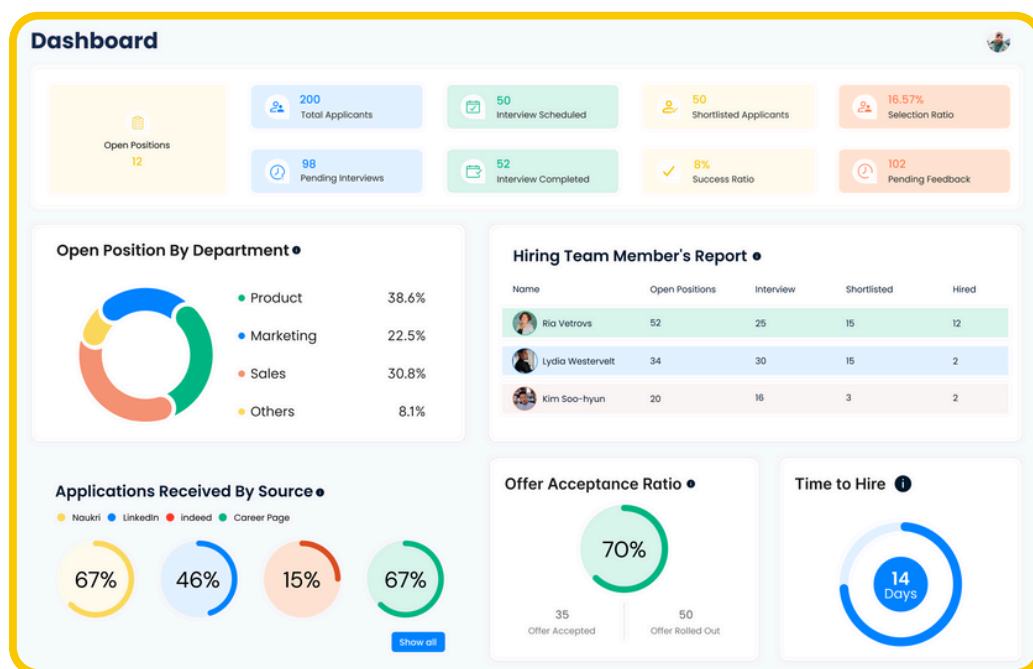 Dashboard
Open Positions
12
200
Total Applicants
50
Interview Scheduled
50
Shortlisted Applicants
16.57%
Selection Ratio
98
Pending Interviews
52
Interview Completed
8%
Success Ratio
102
Pending Feedback
Open Position By Department
Product 38.6%
Marketing 22.5%
Sales 30.8%
Others 8.1%
Hiring Team Member's Report
Name Open Positions Interview Shortlisted Hired
Ria Vetrovs 52 25 15 12
Lydia Westervelt 34 30 15 2
Kim Soo-hyun 20 16 3 2
Applications Received By Source
Naukri LinkedIn indeed Career Page
67% 46% 15% 67%
Show all
Offer Acceptance Ratio
70%
35 50
Offer Accepted Offer Rolled Out
Time to Hire
14
Days